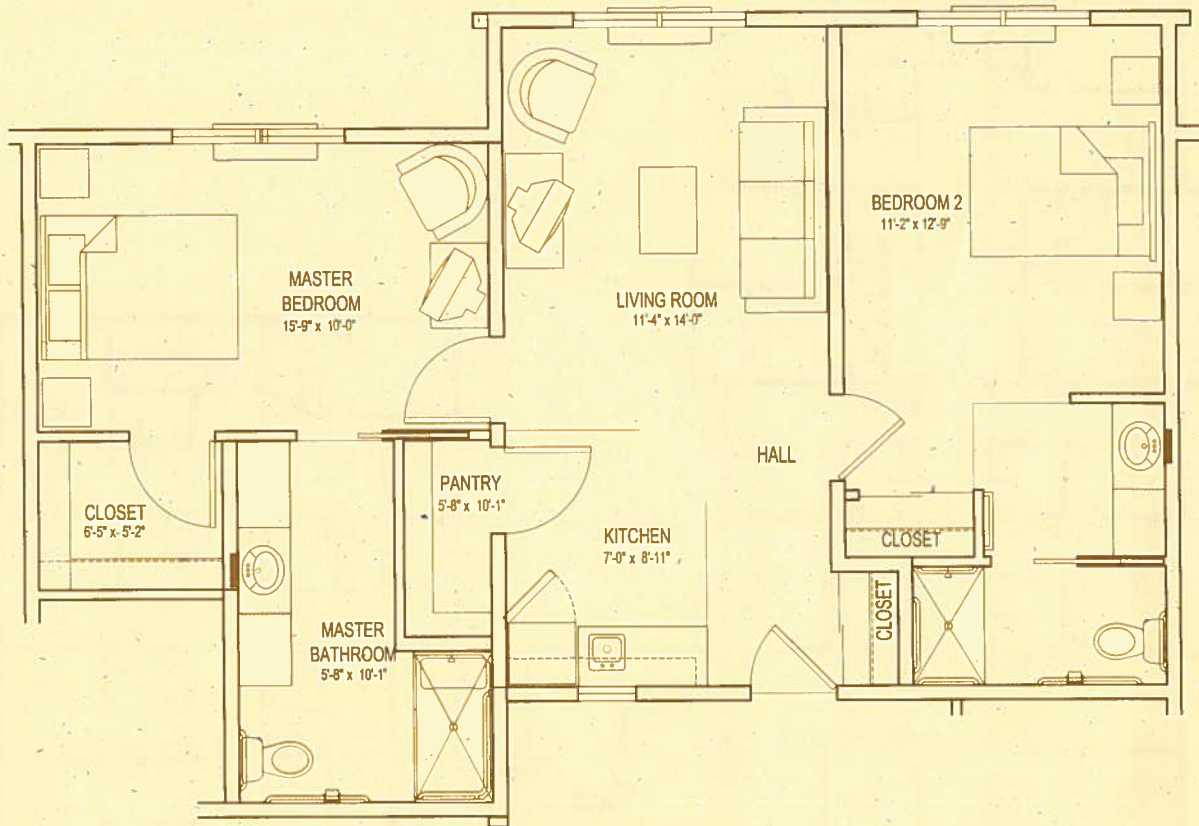 MASTER
BEDROOM
15'-9" x 10'-0"
LIVING ROOM
11'-4" x 14'-0"
BEDROOM 2
11'-2" x 12'-9"
CLOSET
6'-5" x 5'-2"
PANTRY
5'-8" x 10'-1"
HALL
KITCHEN
7'-0" x 8'-11"
CLOSET
CLOSET
MASTER
BATHROOM
5'-8" x 10'-1"